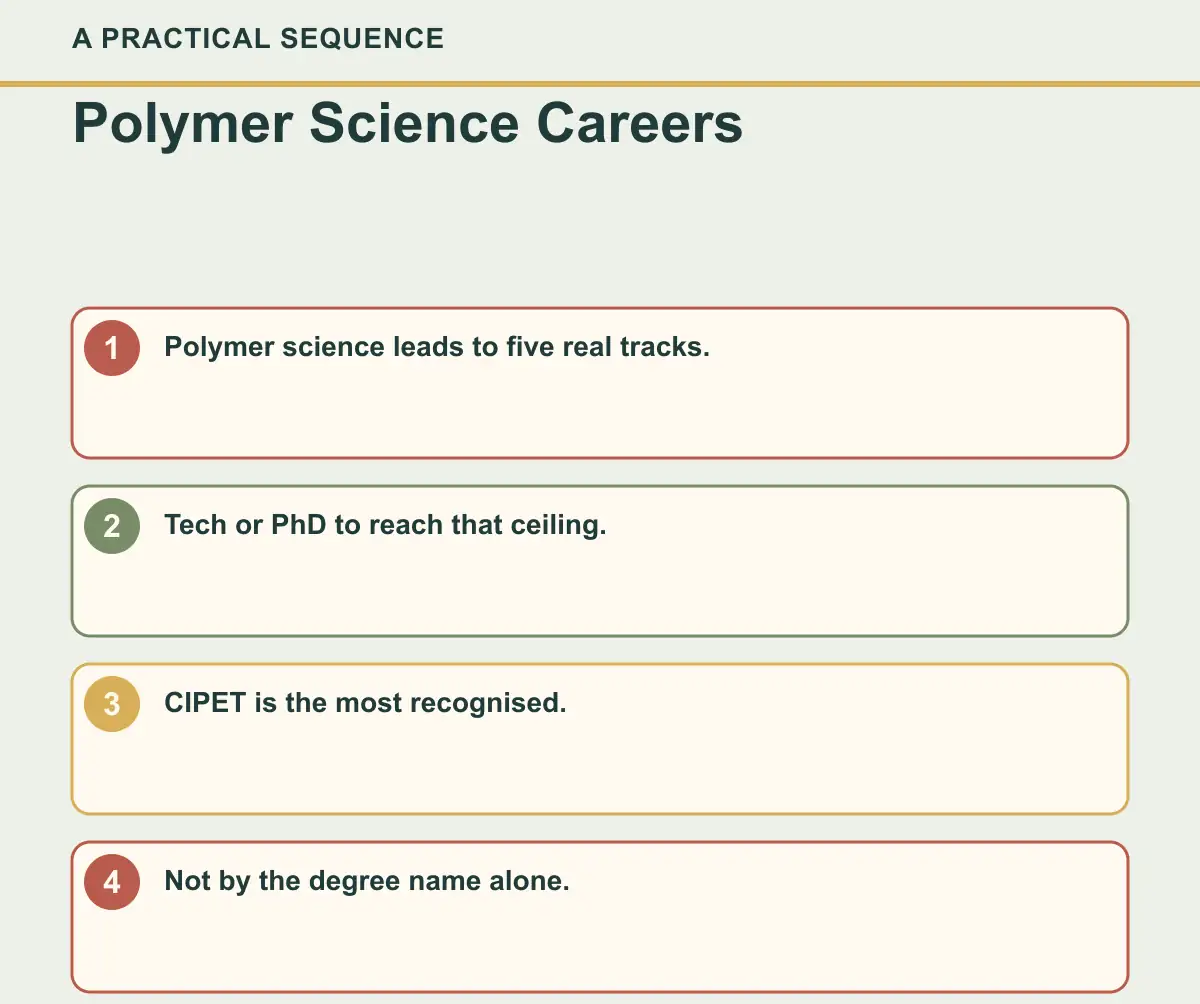 A PRACTICAL SEQUENCE
Polymer Science Careers
1 Polymer science leads to five real tracks.
2 Tech or PhD to reach that ceiling.
3 CIPET is the most recognised.
4 Not by the degree name alone.